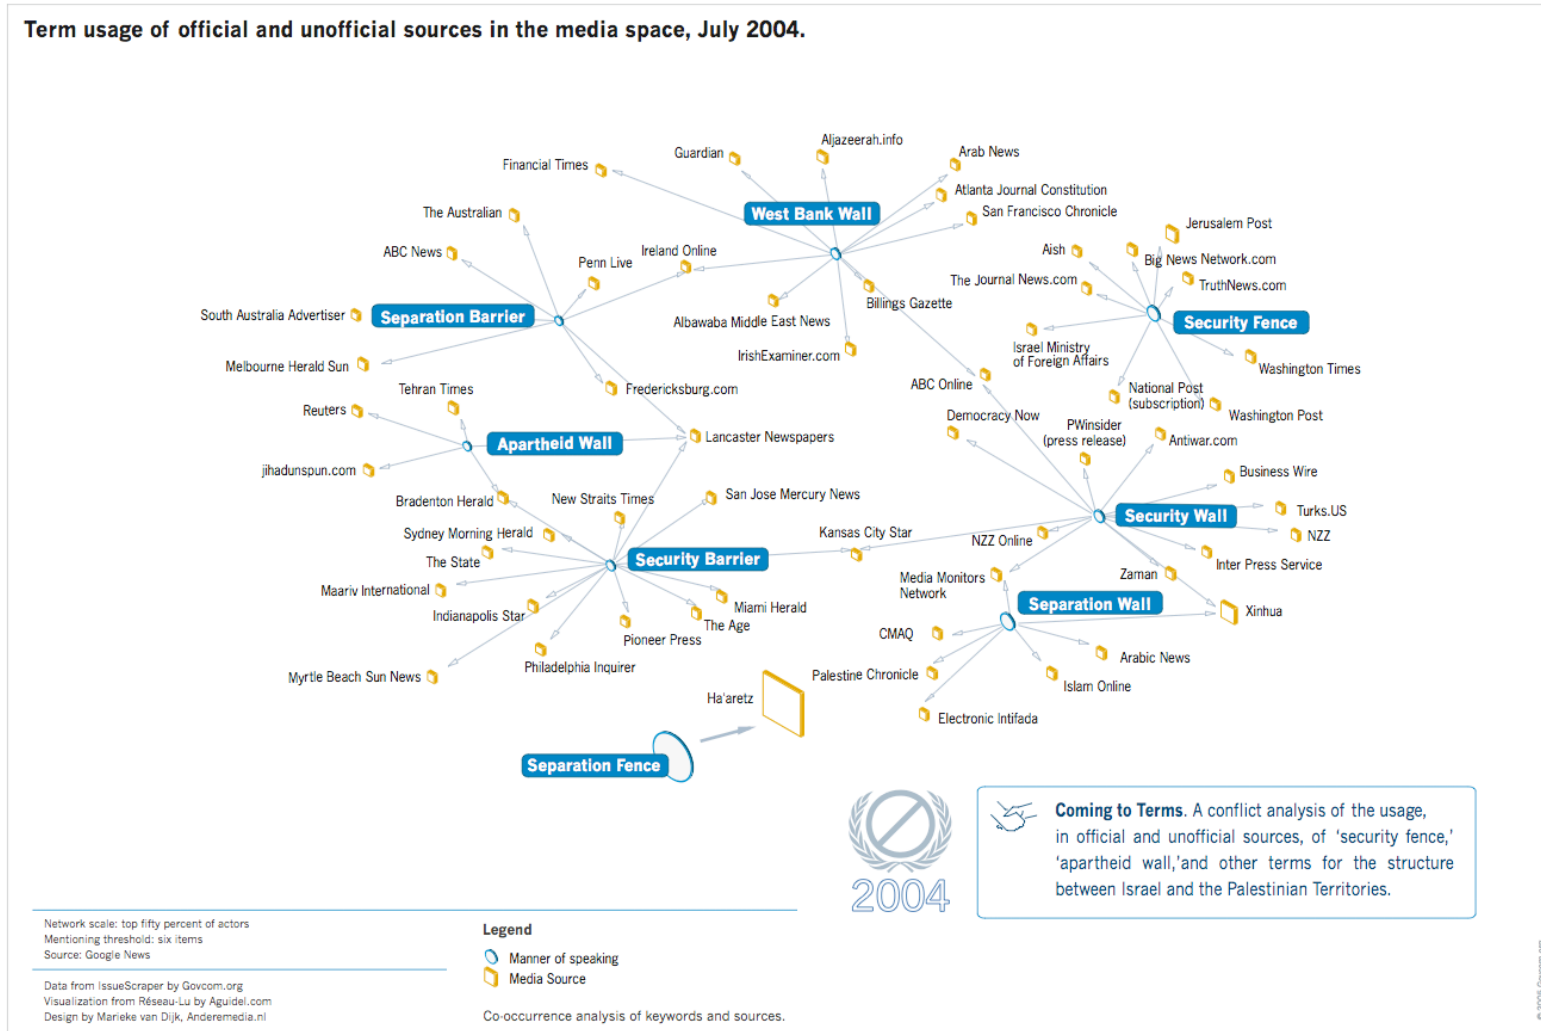 Term usage of official and unofficial sources in the media space, July 2004.
Aljazeerah.info
Guardian
Arab News
Financial Times
Atlanta Journal Constitution
West Bank Wall
San Francisco Chronicle
The Australian
Jerusalem Post
ABC News
Ireland Online
Aish
Penn Live
Big News Network.com
The Journal News.com
TruthNews.com
Billings Gazette
South Australia Advertiser
Separation Barrier
Albawaba Middle East News
Security Fence
IrishExaminer.com
Israel Ministry
of Foreign Affairs
Melbourne Herald Sun
Washington Times
Tehran Times
Fredericksburg.com
ABC Online
National Post
(subscription)
Reuters
Democracy Now
Washington Post
PWinsider
(press release)
Apartheid Wall
Lancaster Newspapers
Antiwar.com
jihadunspun.com
Business Wire
Bradenton Herald
New Straits Times
San Jose Mercury News
Turks.US
Security Wall
Sydney Morning Herald
Kansas City Star
NZZ Online
NZZ
The State
Security Barrier
Inter Press Service
Maariv International
Media Monitors
Network
Zaman
Indianapolis Star
Miami Herald
Separation Wall
Xinhua
The Age
Pioneer Press
CMAQ
Philadelphia Inquirer
Arabic News
Myrtle Beach Sun News
Palestine Chronicle
Islam Online
Ha'aretz
Electronic Intifada
Separation Fence
2004
Coming to Terms. A conflict analysis of the usage,
in official and unofficial sources, of ‘security fence,’
‘apartheid wall,’and other terms for the structure
between Israel and the Palestinian Territories.
Network scale: top fifty percent of actors
Mentioning threshold: six items
Source: Google News
Data from IssueScraper by Govcom.org
Visualization from Réseau-Lu by Aguidel.com
Design by Marieke van Dijk, Anderemedia.nl
Legend
Manner of speaking
Media Source
Co-occurrence analysis of keywords and sources.